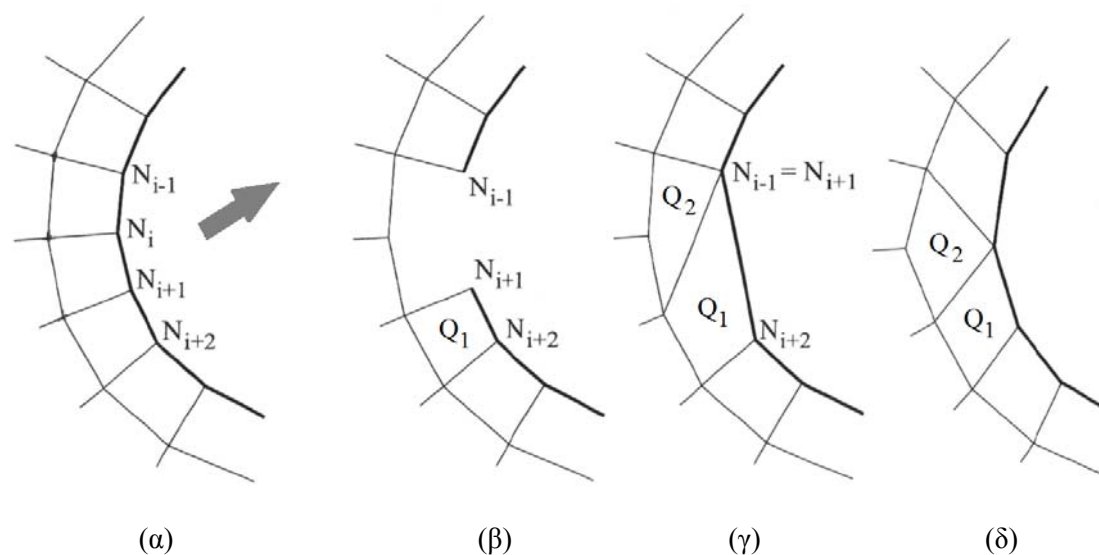 N_{i-1}
N_i
N_{i+1}
N_{i+2}
N_{i-1}
N_{i+1}
Q_1
N_{i+2}
N_{i-1} = N_{i+1}
Q_2
Q_1
N_{i+2}
Q_2
Q_1
(α) (β) (γ) (δ)